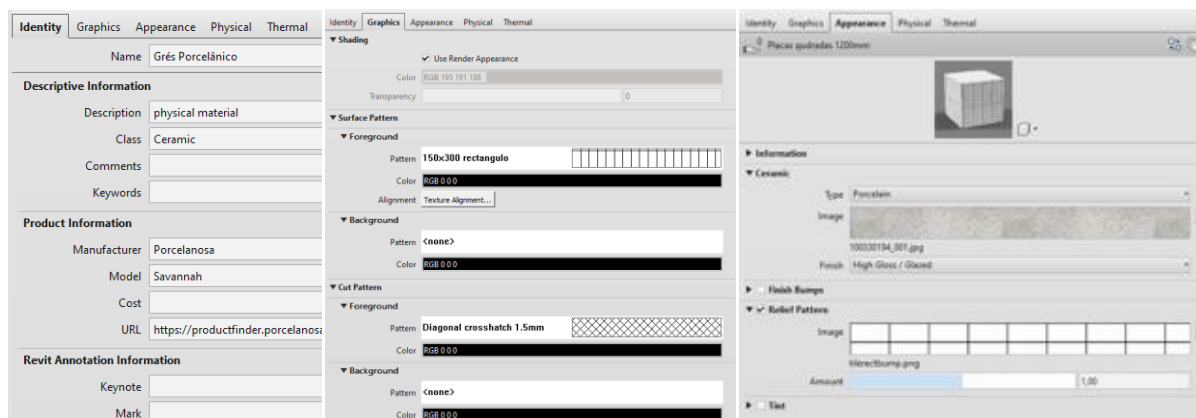 Identity Graphics Appearance Physical Thermal
Name Grés Porcelânico
Descriptive Information
Description physical material
Class Ceramic
Comments
Keywords
Product Information
Manufacturer Porcelanosa
Model Savannah
Cost
URL https://productfinder.porcelanosa
Revit Annotation Information
Keynote
Mark
Identity Graphics Appearance Physical Thermal
Shading
Use Render Appearance
Color RGB 195 191 188
Transparency 0
Surface Pattern
Foreground
Pattern 150x300 rectangulo
Color RGB 0 0 0
Alignment Texture Alignment...
Background
Pattern <none>
Color RGB 0 0 0
Cut Pattern
Foreground
Pattern Diagonal crosshatch 1.5mm
Color RGB 0 0 0
Background
Pattern <none>
Color RGB 0 0 0
Identity Graphics Appearance Physical Thermal
0
Placas quadradas 1200mm
Information
Ceramic
Type Porcelain
Image
100330194_001.jpg
Finish High Gloss / Glazed
Finish Bumps
Relief Pattern
Image
tilerectbump.png
Amount 1,00
Tint